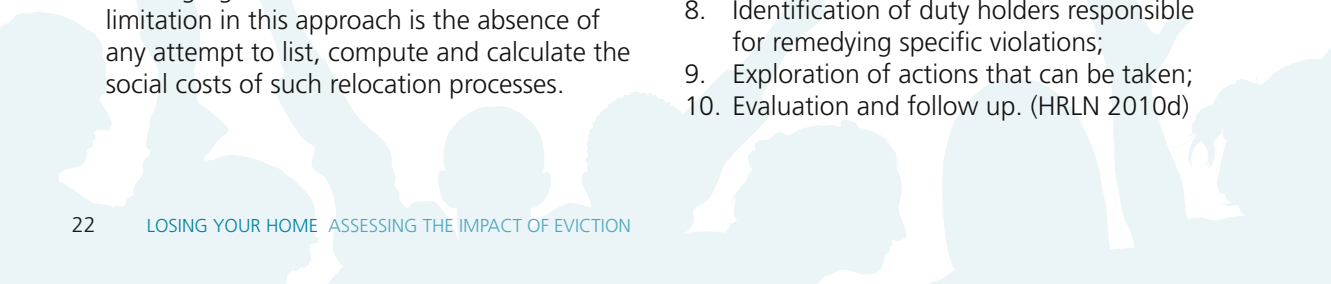 limitation in this approach is the absence of
any attempt to list, compute and calculate the
social costs of such relocation processes.
8. Identification of duty holders responsible
for remedying specific violations;
9. Exploration of actions that can be taken;
10. Evaluation and follow up. (HRLN 2010d)
22 LOSING YOUR HOME ASSESSING THE IMPACT OF EVICTION